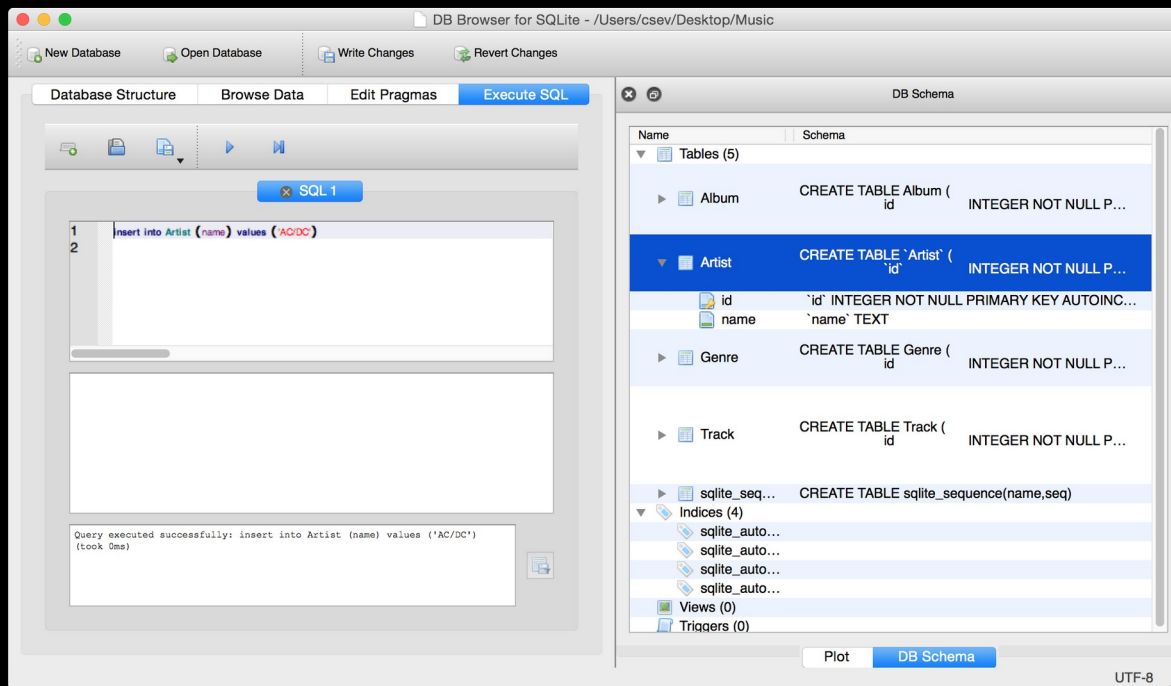 DB Browser for SQLite - /Users/csev/Desktop/Music
New Database Open Database Write Changes Revert Changes
Database Structure Browse Data Edit Pragmas Execute SQL
SQL 1
1 insert into Artist (name) values ('AC/DC')
2
Query executed successfully: insert into Artist (name) values ('AC/DC')
(took 0ms)
DB Schema
Name Schema
Tables (5)
Album CREATE TABLE Album (
id INTEGER NOT NULL P...
Artist CREATE TABLE `Artist` (
`id` INTEGER NOT NULL P...
id `id` INTEGER NOT NULL PRIMARY KEY AUTOINC...
name `name` TEXT
Genre CREATE TABLE Genre (
id INTEGER NOT NULL P...
Track CREATE TABLE Track (
id INTEGER NOT NULL P...
sqlite_seq... CREATE TABLE sqlite_sequence(name,seq)
Indices (4)
sqlite_auto...
sqlite_auto...
sqlite_auto...
sqlite_auto...
Views (0)
Triggers (0)
Plot DB Schema
UTF-8